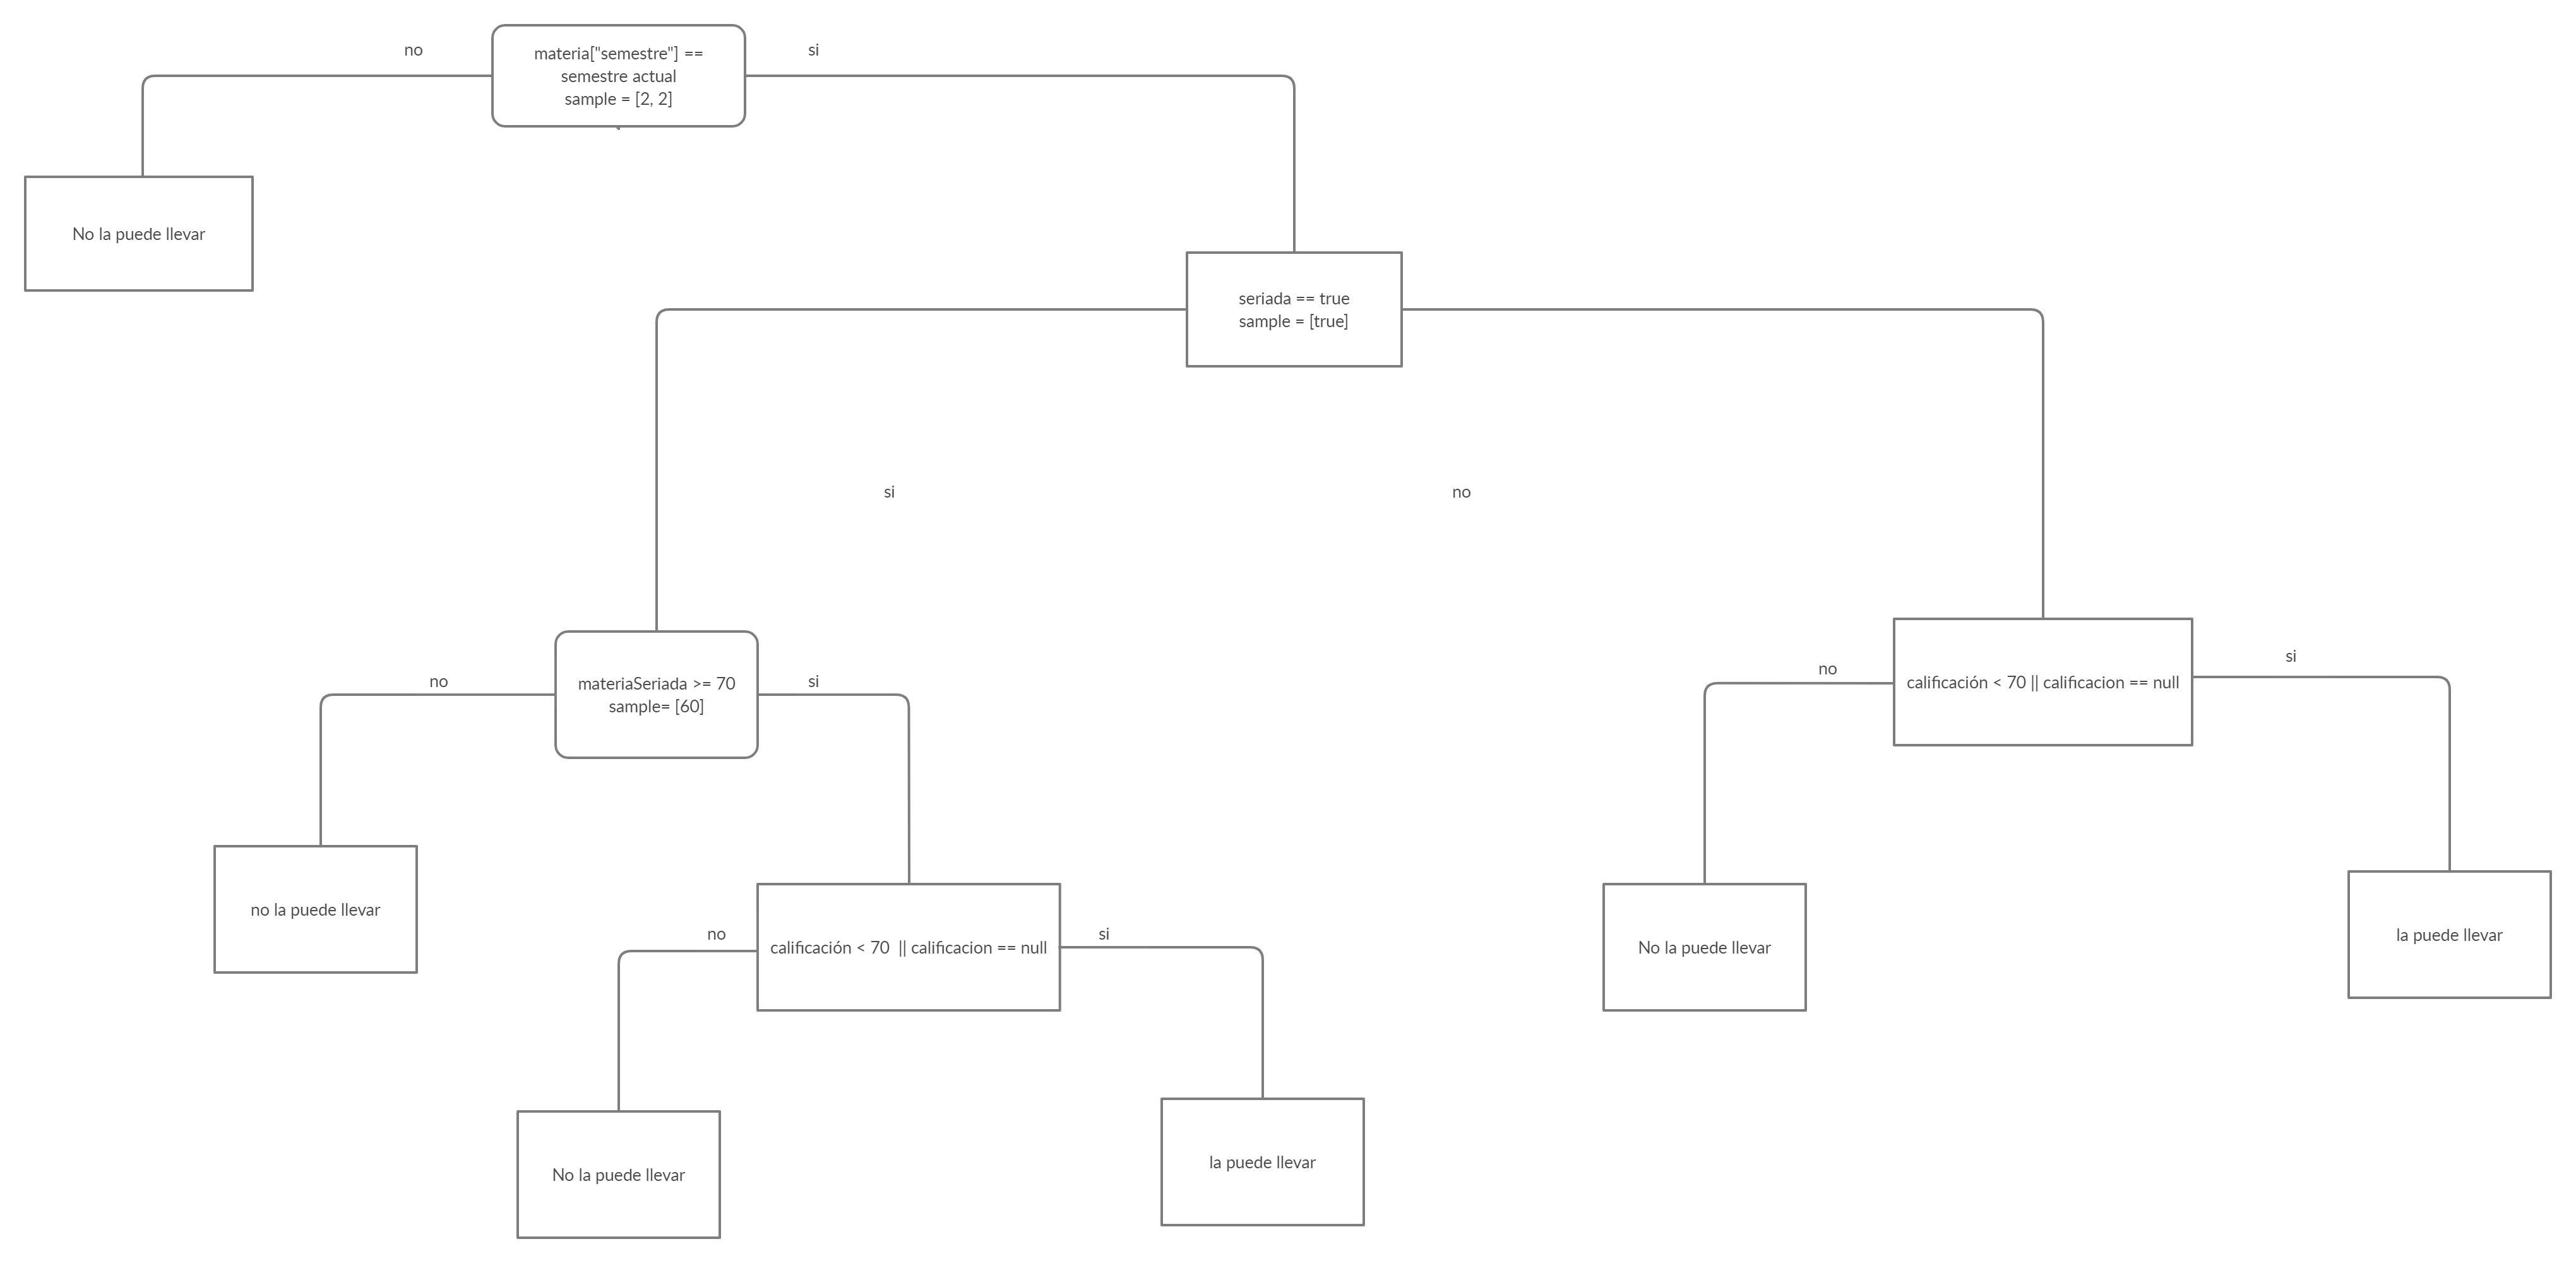 no
materia["semestre"] ==
semestre actual
sample = [2, 2]
si
No la puede llevar
seriada == true
sample = [true]
si
no
no
materiaSeriada >= 70
sample= [60]
si
no
calificación < 70 || calificacion == null
si
no la puede llevar
no
calificación < 70  || calificacion == null
si
No la puede llevar
la puede llevar
No la puede llevar
la puede llevar